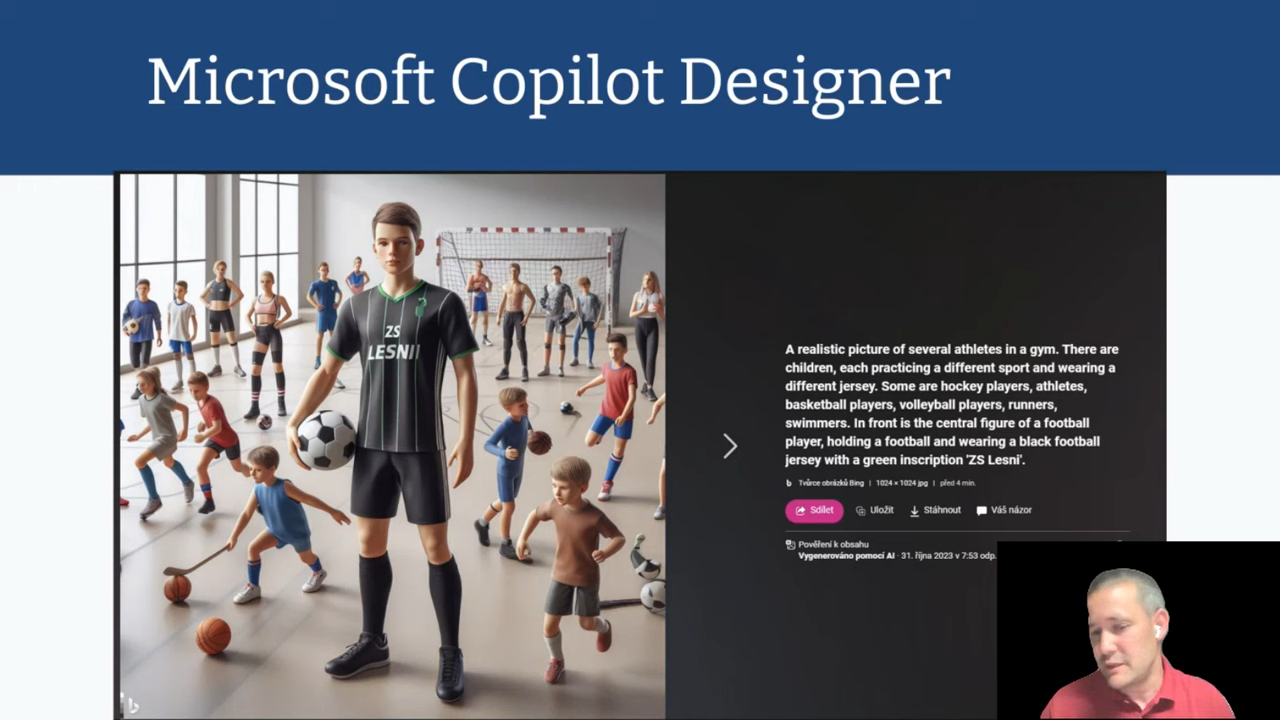 Microsoft Copilot Designer
ZS
LESNII
A realistic picture of several athletes in a gym. There are
children, each practicing a different sport and wearing a
different jersey. Some are hockey players, athletes,
basketball players, volleyball players, runners,
swimmers. In front is the central figure of a football
player, holding a football and wearing a black football
jersey with a green inscription 'ZS Lesni'.
Tvůrce obrázků Bing | 1024 × 1024 jpg | před 4 min.
Sdílet Uložit Stáhnout Váš názor
Pověření k obsahu
Vygenerováno pomocí AI · 31. října 2023 v 7:53 odp.